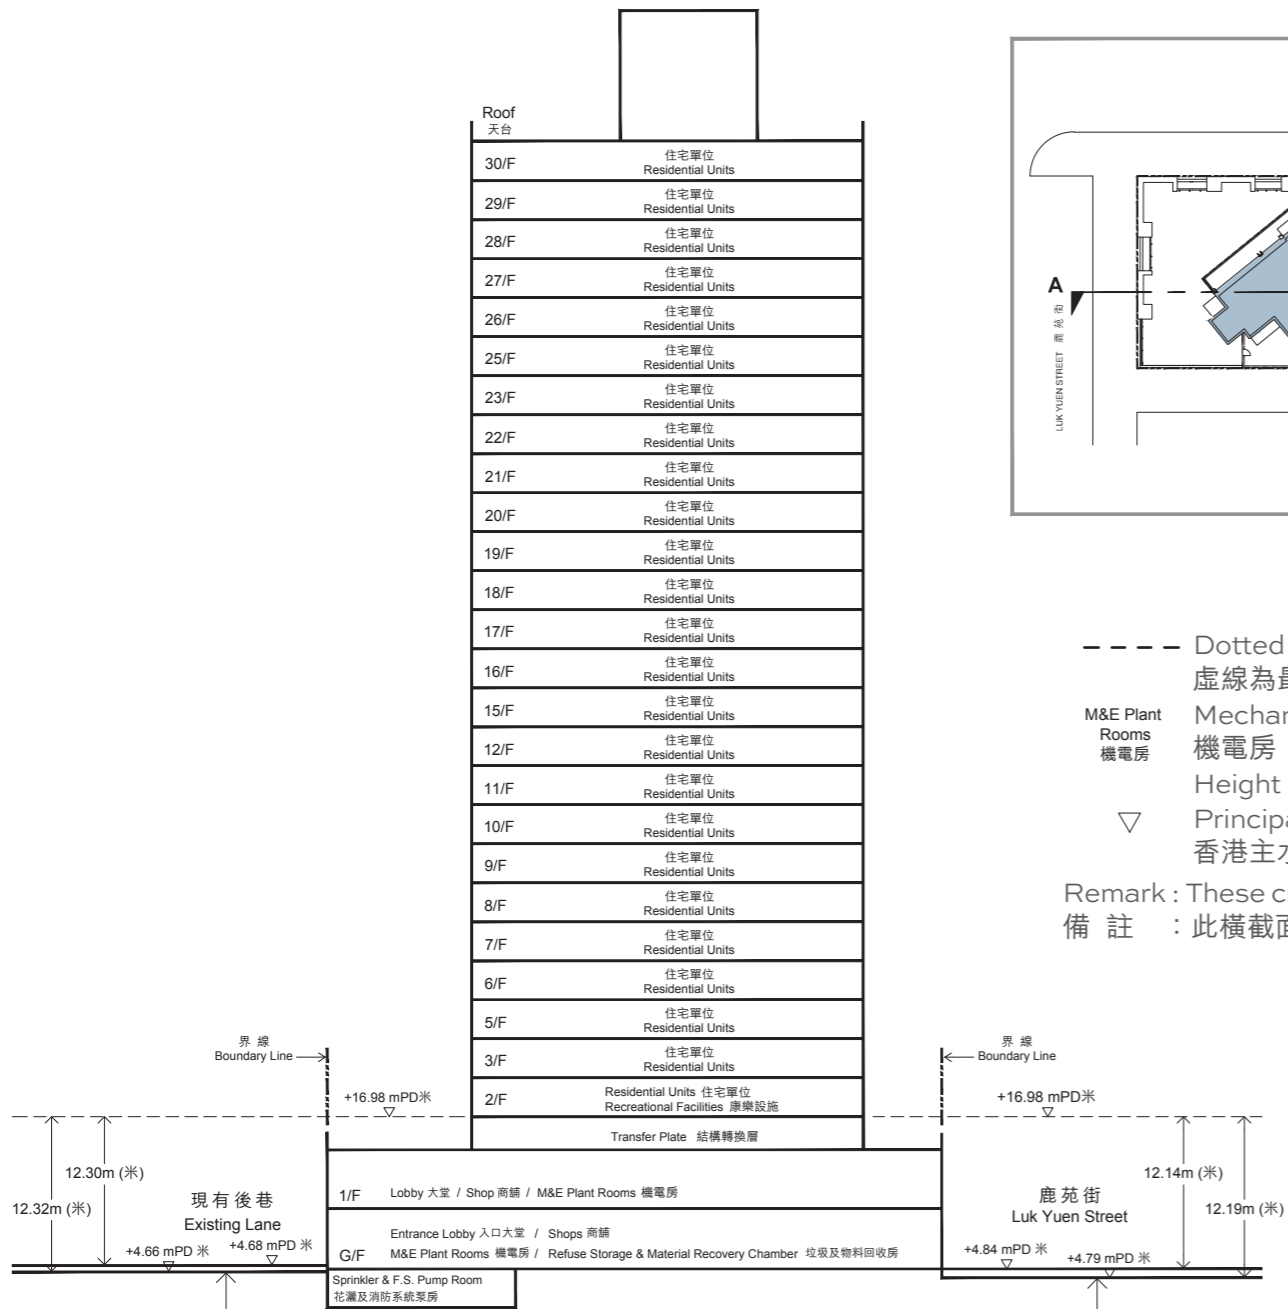 Roof
天台
30/F
住宅單位
Residential Units
29/F
住宅單位
Residential Units
28/F
住宅單位
Residential Units
27/F
住宅單位
Residential Units
26/F
住宅單位
Residential Units
25/F
住宅單位
Residential Units
23/F
住宅單位
Residential Units
22/F
住宅單位
Residential Units
21/F
住宅單位
Residential Units
20/F
住宅單位
Residential Units
19/F
住宅單位
Residential Units
18/F
住宅單位
Residential Units
17/F
住宅單位
Residential Units
16/F
住宅單位
Residential Units
15/F
住宅單位
Residential Units
12/F
住宅單位
Residential Units
11/F
住宅單位
Residential Units
10/F
住宅單位
Residential Units
9/F
住宅單位
Residential Units
8/F
住宅單位
Residential Units
7/F
住宅單位
Residential Units
6/F
住宅單位
Residential Units
5/F
住宅單位
Residential Units
3/F
住宅單位
Residential Units
2/F
Residential Units 住宅單位
Recreational Facilities 康樂設施
Transfer Plate 結構轉換層
1/F Lobby 大堂 / Shop 商舖 / M&E Plant Rooms 機電房
Entrance Lobby 入口大堂 / Shops 商舖
G/F M&E Plant Rooms 機電房 / Refuse Storage & Material Recovery Chamber 垃圾及物料回收房
Sprinkler & F.S. Pump Room
花灑及消防系統泵房
界線
Boundary Line
+16.98 mPD米
12.30m (米)
12.32m (米)
現有後巷
Existing Lane
+4.66 mPD 米
+4.68 mPD 米
界線
Boundary Line
+16.98 mPD米
12.14m (米)
12.19m (米)
鹿苑街
Luk Yuen Street
+4.84 mPD 米
+4.79 mPD 米
A
LUK YUEN STREET 鹿苑街
Dotted
虛線為最
M&E Plant
Rooms
機電房
Mechan
機電房
Height
▽ Principa
香港主水
Remark : These c
備註 : 此橫截面